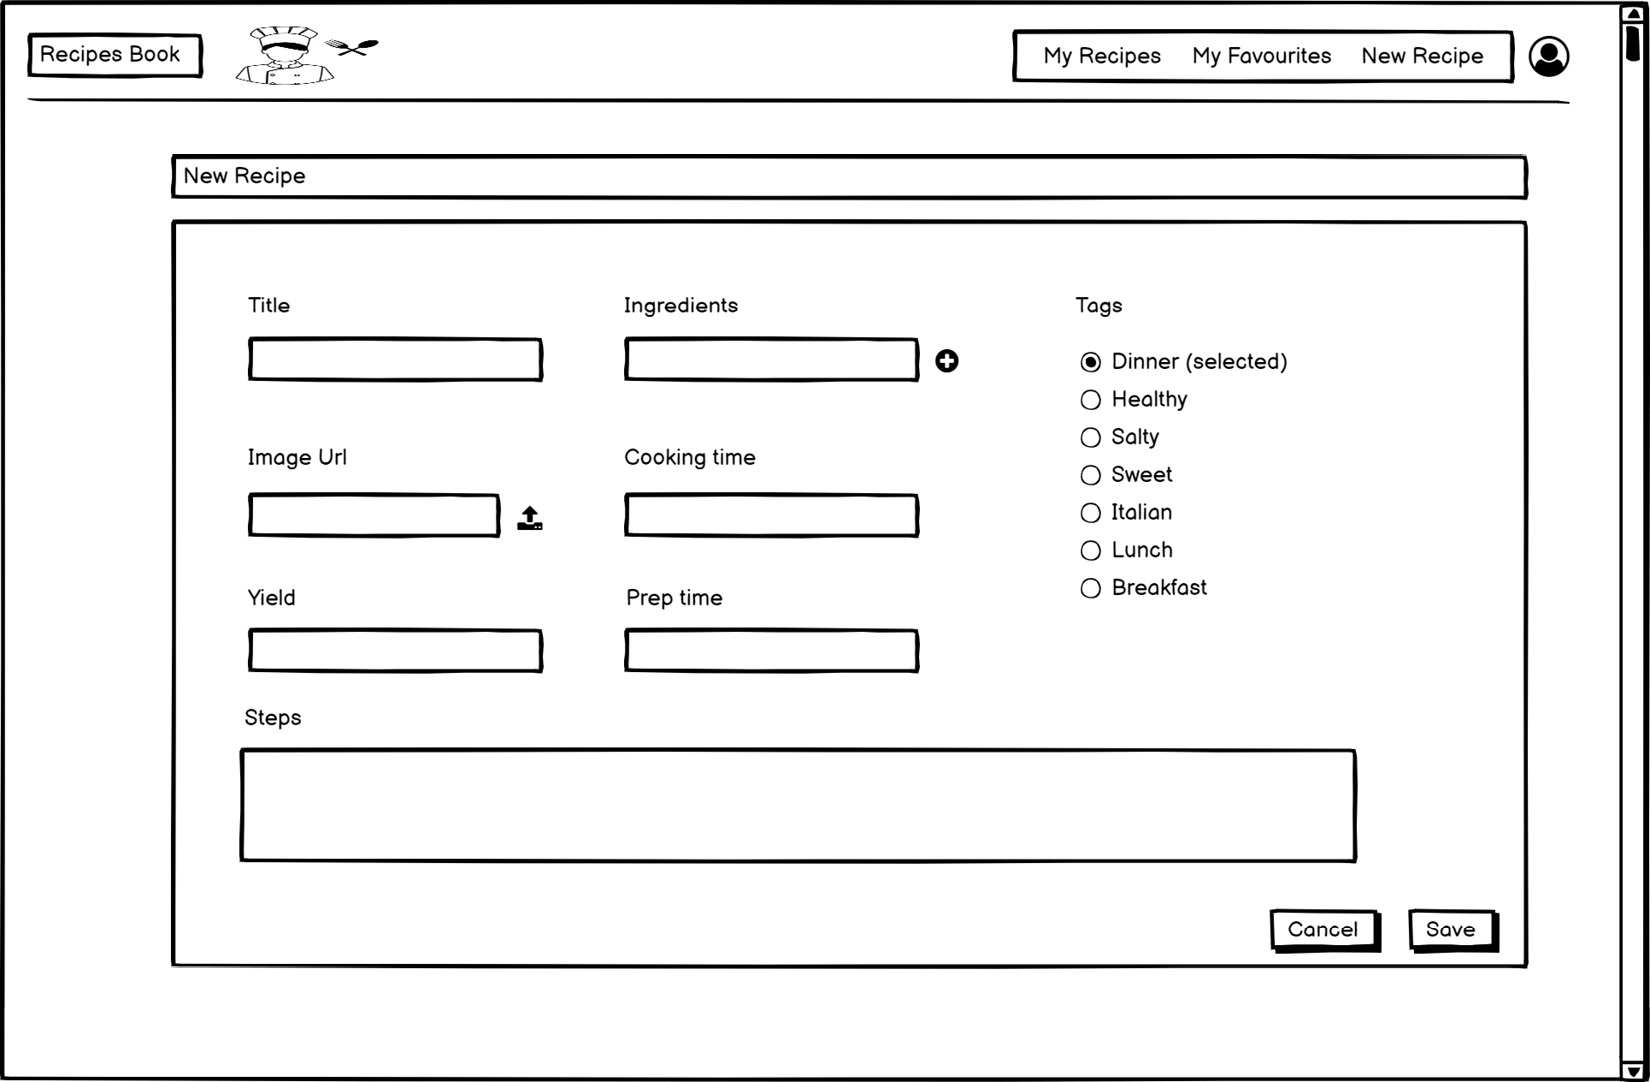 Recipes Book
My Recipes My Favourites New Recipe
New Recipe
Title
Ingredients
Tags
Dinner (selected)
Healthy
Salty
Sweet
Italian
Lunch
Breakfast
Image Url
Cooking time
Yield
Prep time
Steps
Cancel
Save